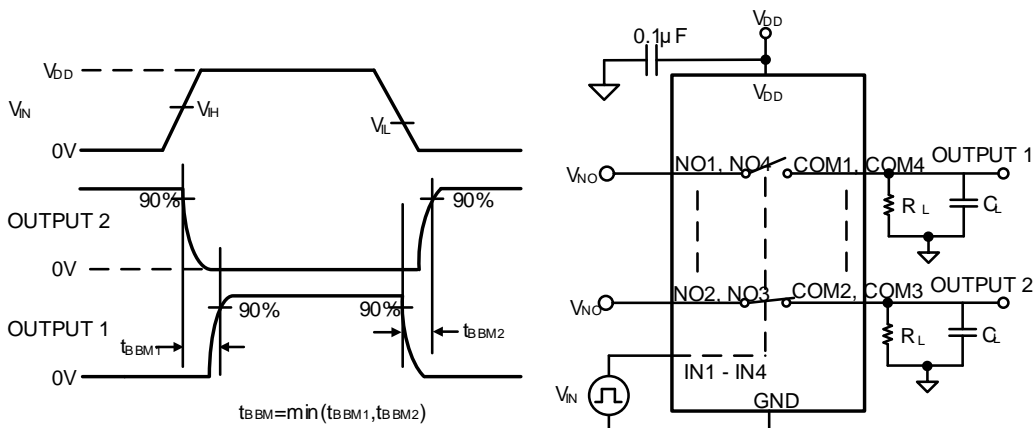 VDD
VIN
VIH
VIL
0V
90%
90%
OUTPUT 2
0V
90%
90%
OUTPUT 1
tBBM1
tBBM2
0V
tBBM=min(tBBM1,tBBM2)
VDD
0.1µF
VDD
VNO
NO1, NO4
COM1, COM4
OUTPUT 1
RL
CL
VNO
NO2, NO3
COM2, COM3
OUTPUT 2
RL
CL
VIN
IN1 - IN4
GND